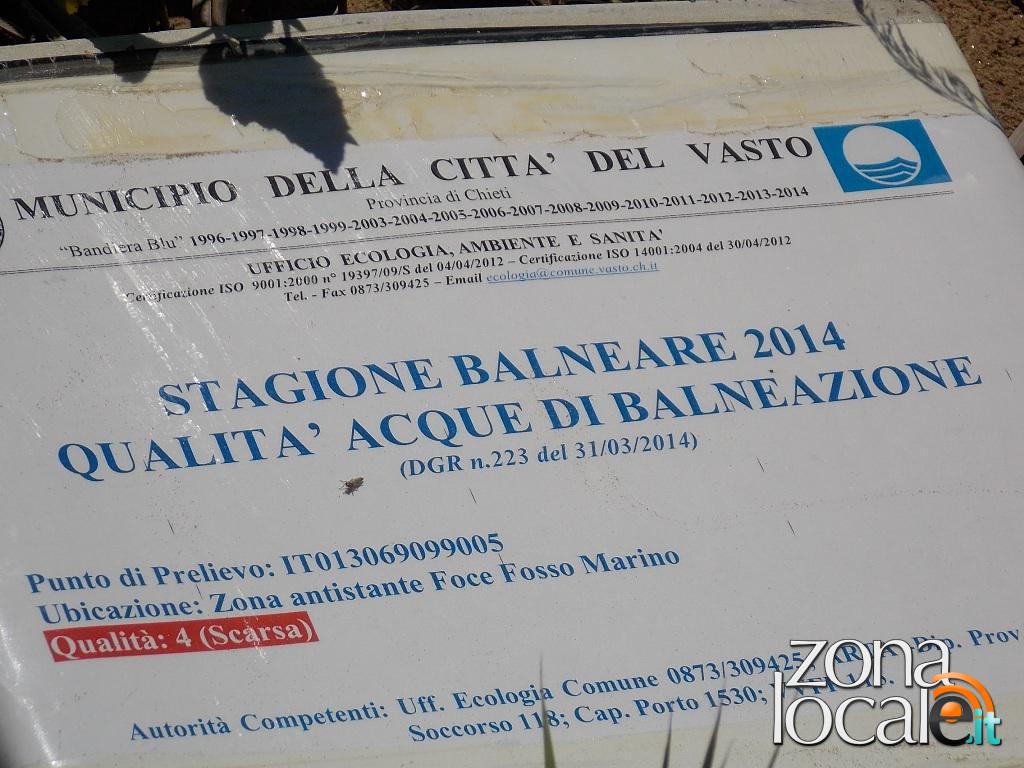 MUNICIPIO DELLA CITTA' DEL VASTO
Provincia di Chieti
"Bandiera Blu" 1996-1997-1998-1999-2003-2004-2005-2006-2007-2008-2009-2010-2011-2012-2013-2014
UFFICIO ECOLOGIA, AMBIENTE E SANITA'
Certificazione ISO 9001:2000 n° 19397/09/S del 04/04/2012 – Certificazione ISO 14001:2004 del 30/04/2012
Tel. - Fax 0873/309425 – Email ecologia@comune.vasto.ch.it
STAGIONE BALNEARE 2014
QUALITA' ACQUE DI BALNEAZIONE
(DGR n.223 del 31/03/2014)
Punto di Prelievo: IT013069099005
Ubicazione: Zona antistante Foce Fosso Marino
Qualità: 4 (Scarsa)
Autorità Competenti: Uff. Ecologia Comune 0873/309425; Dip. Prov
Soccorso 118; Cap. Porto 1530;
zona
locale.it